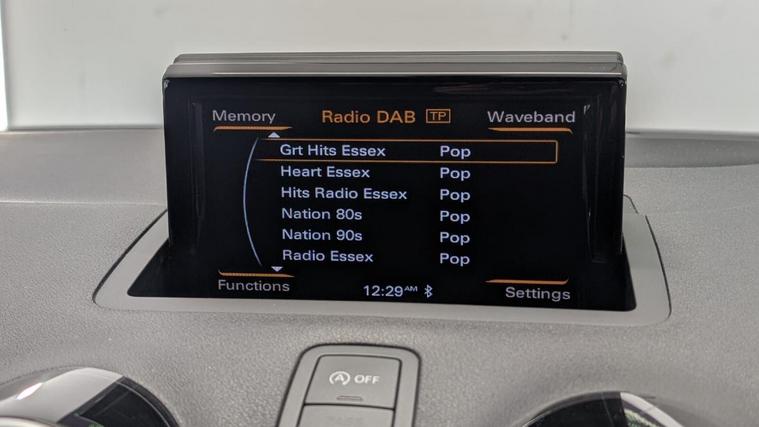 Memory Radio DAB TP Waveband
Grt Hits Essex Pop
Heart Essex Pop
Hits Radio Essex Pop
Nation 80s Pop
Nation 90s Pop
Radio Essex Pop
Functions 12:29AM Settings
A OFF